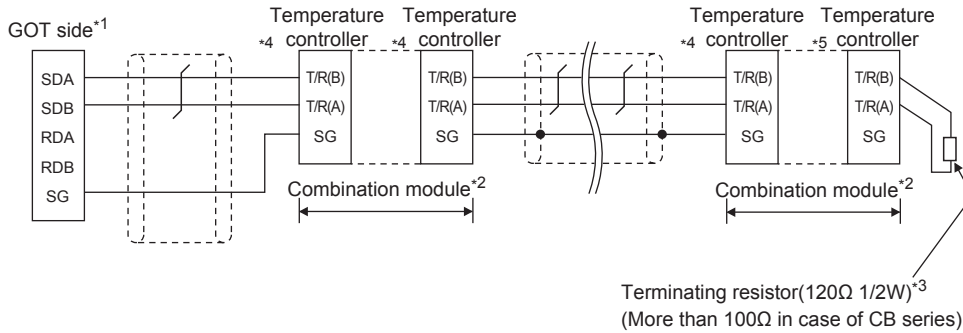 GOT side*1
SDA
SDB
RDA
RDB
SG
Temperature
controller
*4
T/R(B)
T/R(A)
SG
Temperature
controller
*4
T/R(B)
T/R(A)
SG
Combination module*2
Temperature
controller
*4
T/R(B)
T/R(A)
SG
Temperature
controller
*5
T/R(B)
T/R(A)
SG
Combination module*2
Terminating resistor(120Ω 1/2W)*3
(More than 100Ω in case of CB series)